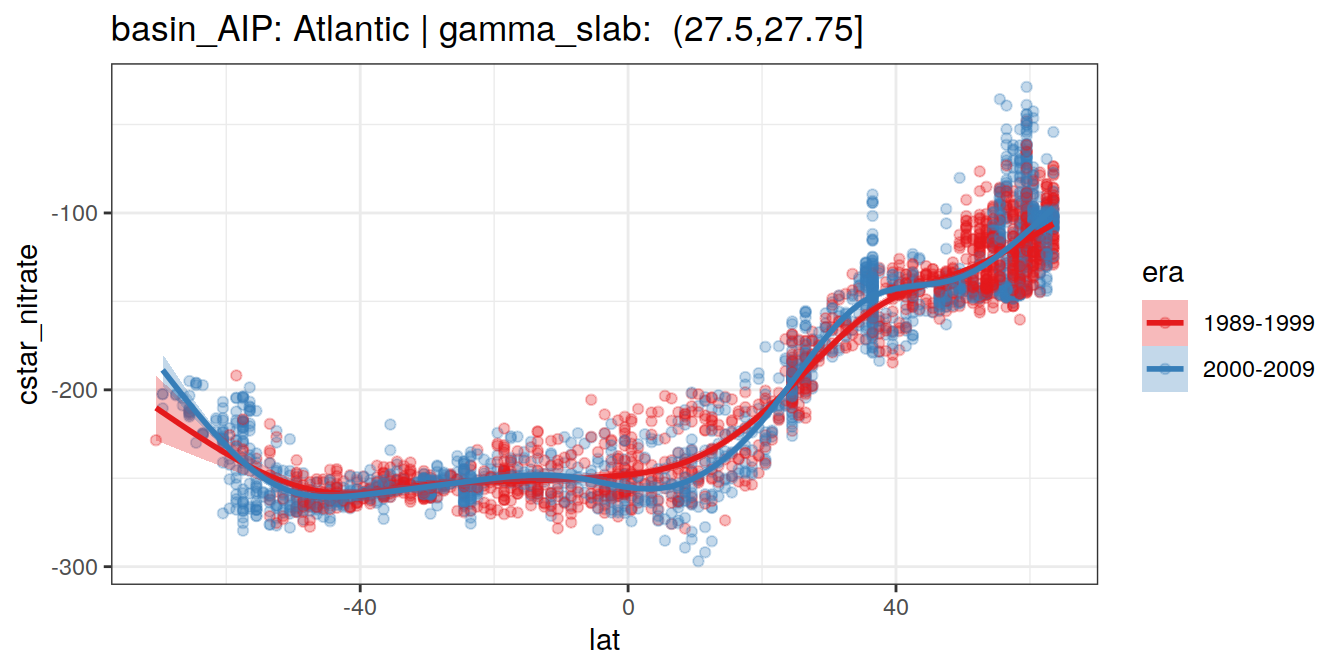 basin_AIP: Atlantic | gamma_slab:  (27.5,27.75]
cstar_nitrate
-100
-200
-300
-40
0
40
lat
era
1989-1999
2000-2009